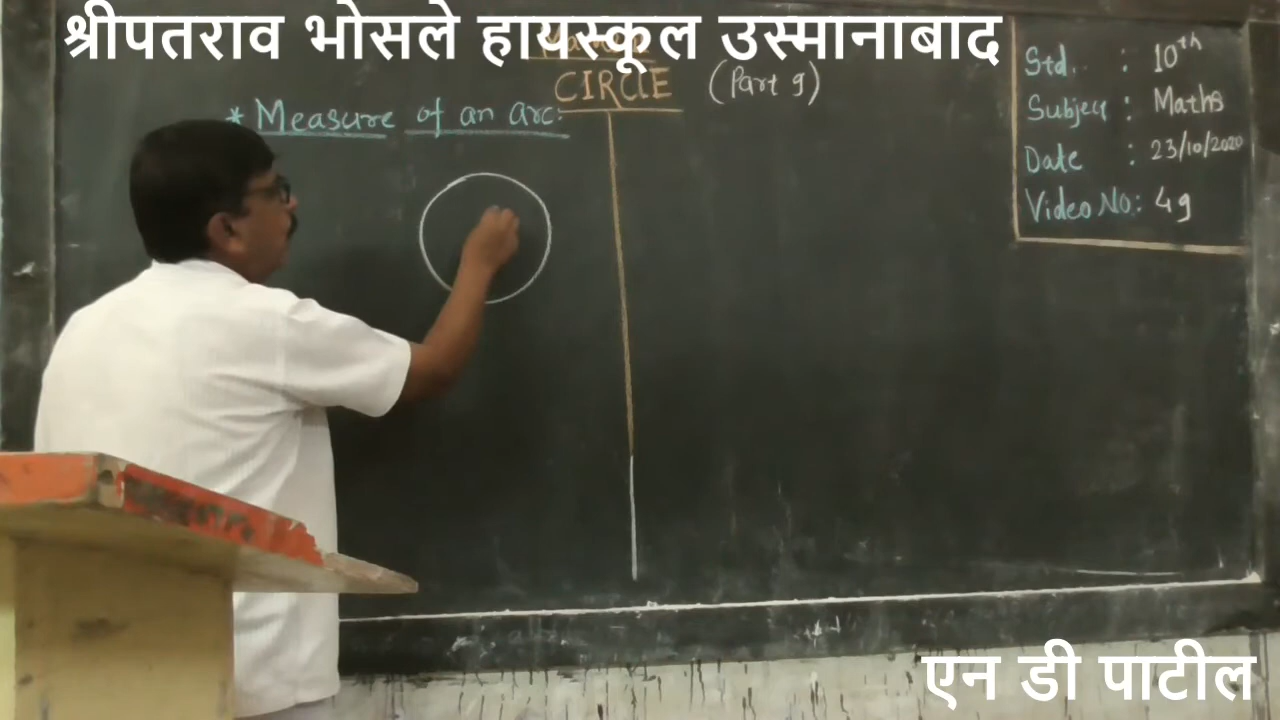 श्रीपतराव भोसले हायस्कूल उस्मानाबाद
CIRCLE (Part 9)
* Measure of an arc:
Std. : 10th
Subject : Maths
Date : 23/10/2020
Video No: 49
एन डी पाटील